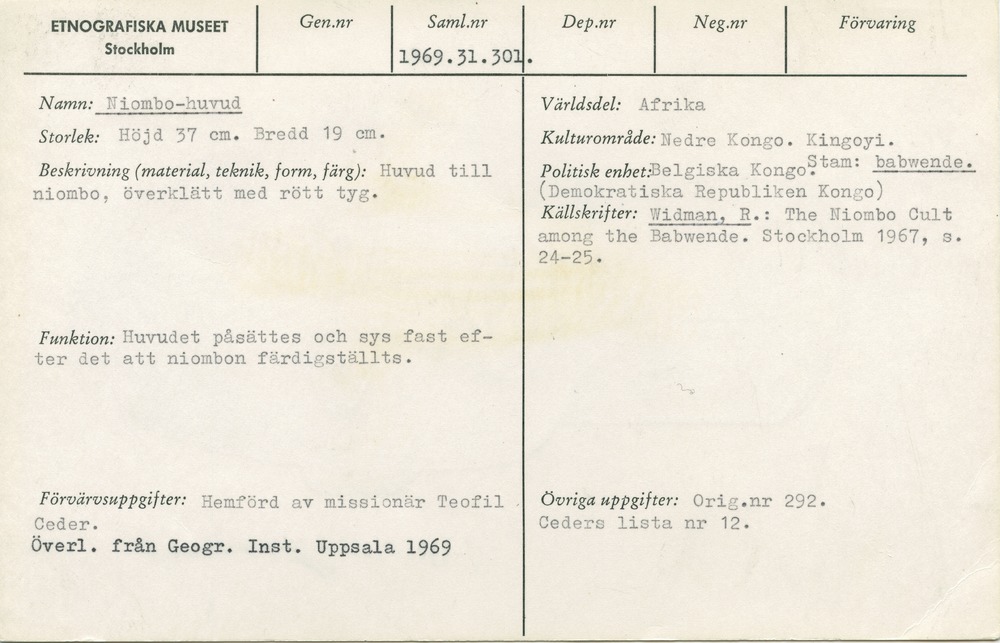 ETNOGRAFISKA MUSEET
Stockholm
Gen.nr
Saml.nr
1969.31.301.
Dep.nr
Neg.nr
Förvaring
Namn: Niombo-huvud
Storlek: Höjd 37 cm. Bredd 19 cm.
Beskrivning (material, teknik, form, färg): Huvud till
niombo, överklätt med rött tyg.
Funktion: Huvudet påsättes och sys fast ef-
ter det att niombon färdigställts.
Förvärvsuppgifter: Hemförd av missionär Teofil
Ceder.
Överl. från Geogr. Inst. Uppsala 1969
Världsdel: Afrika
Kulturområde: Nedre Kongo. Kingoyi.
Politisk enhet: Belgiska Kongo. Stam: babwende.
(Demokratiska Republiken Kongo)
Källskrifter: Widman, R.: The Niombo Cult
among the Babwende. Stockholm 1967, s.
24-25.
Övriga uppgifter: Orig.nr 292.
Ceders lista nr 12.